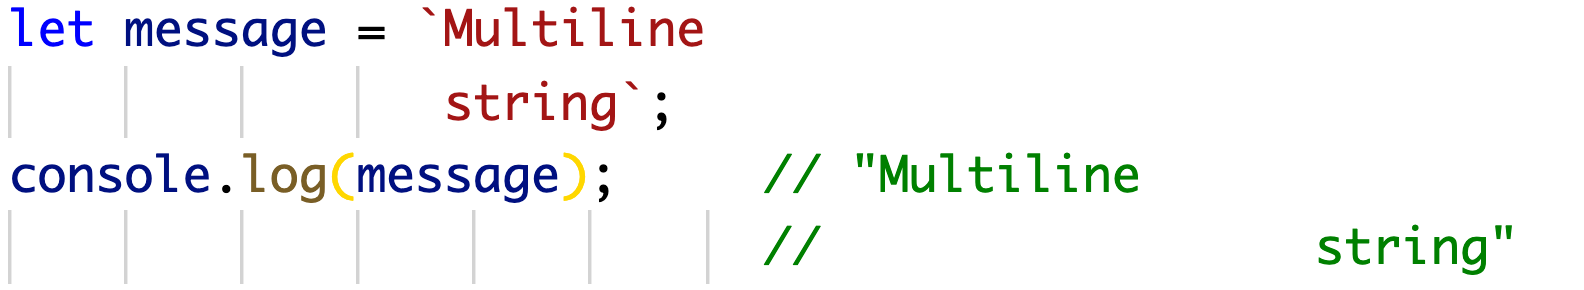 let message = `Multiline
               string`;
console.log(message);     // "Multiline
                          //                 string"